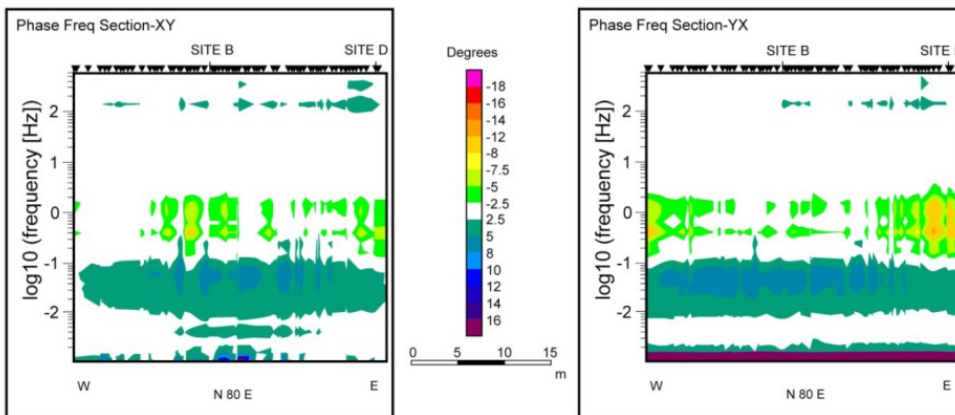 Phase Freq Section-XY
SITE B
SITE D
log10 (frequency [Hz])
2
1
0
-1
-2
W
E
N 80 E
Degrees
-18
-16
-14
-12
-8
-7.5
-5
-2.5
2.5
5
8
10
12
14
16
0
5
10
15
m
Phase Freq Section-YX
SITE B
SITE
log10 (frequency [Hz])
2
1
0
-1
-2
W
E
N 80 E